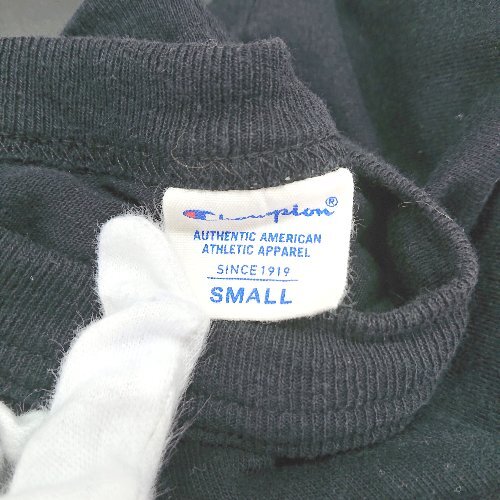 Champion®
AUTHENTIC AMERICAN
ATHLETIC APPAREL
SINCE 1919
SMALL